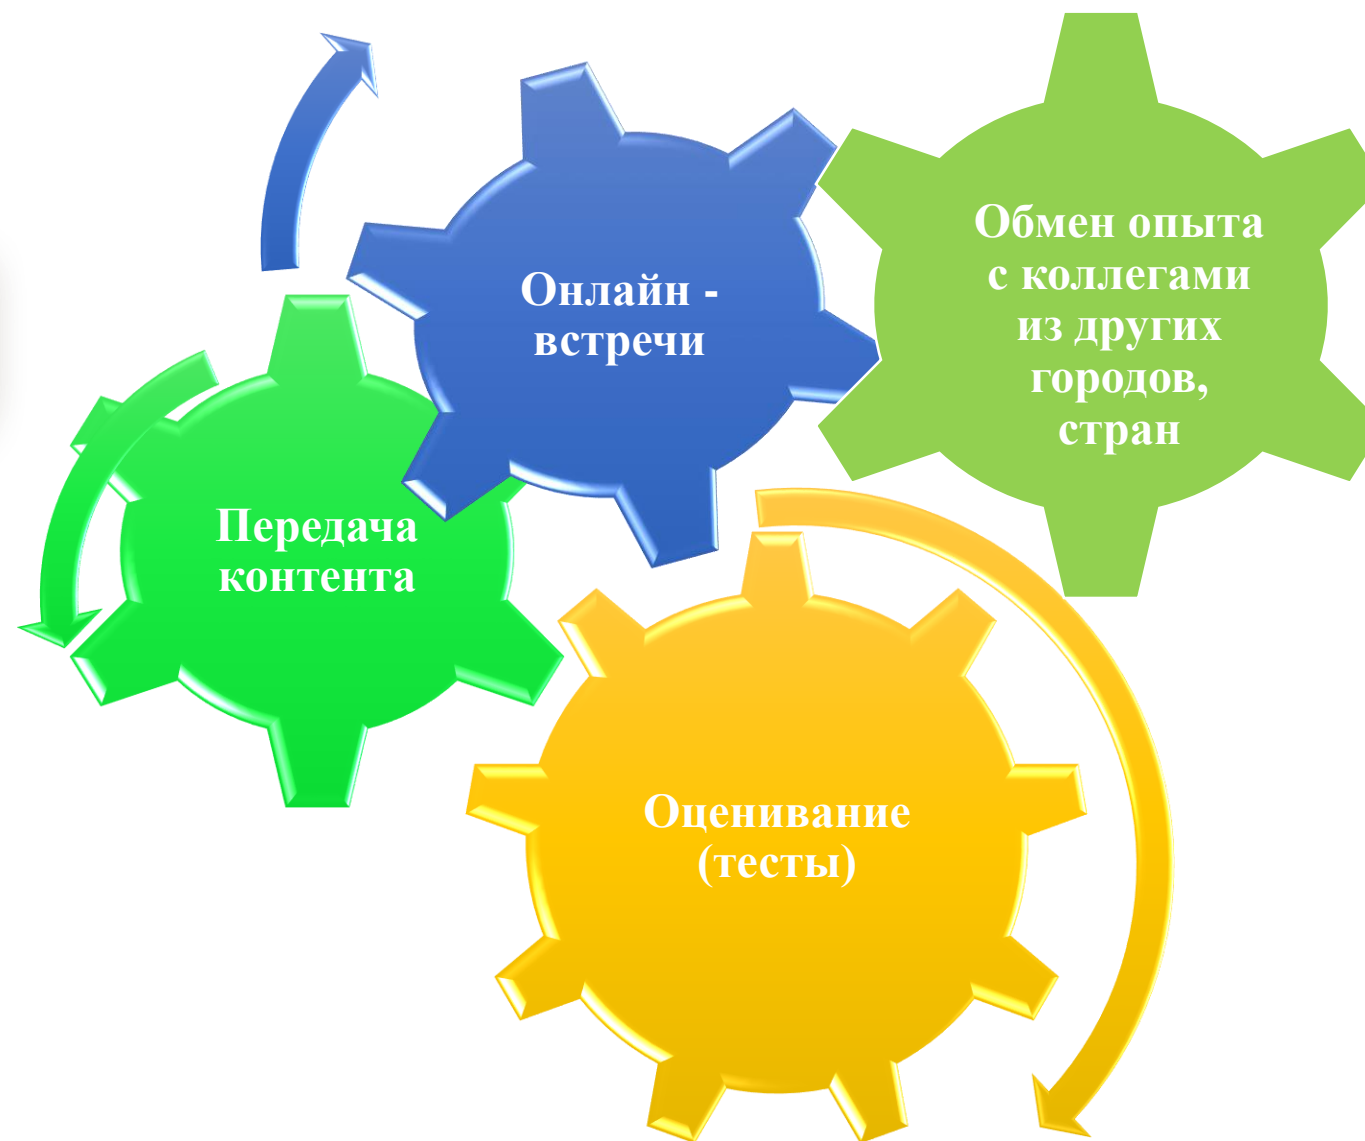 Онлайн -
встречи
Обмен опыта
с коллегами
из других
городов,
стран
Передача
контента
Оценивание
(тесты)